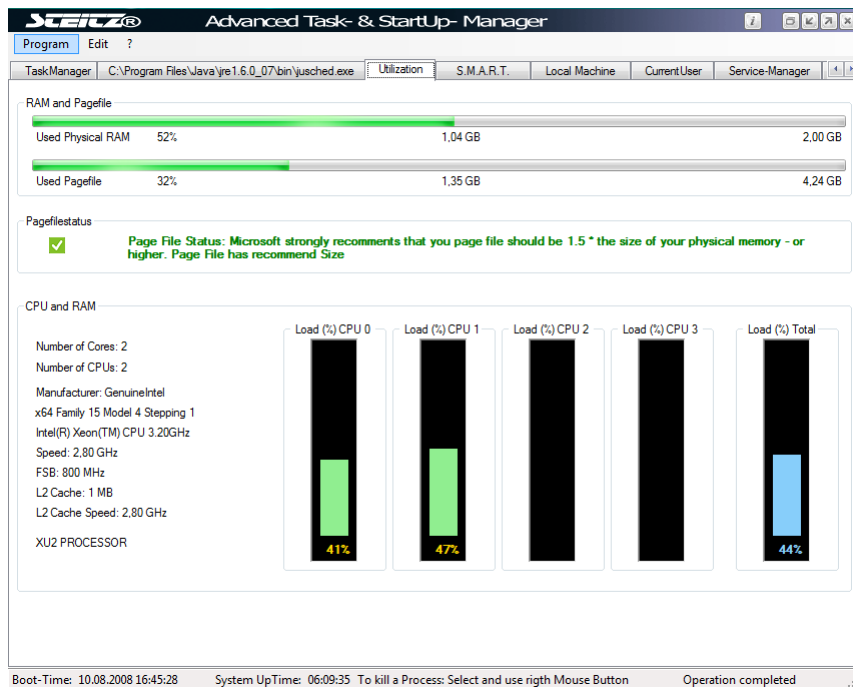 STEITZ® Advanced Task- & StartUp- Manager
Program Edit ?
TaskManager C:\Program Files\Java\jre1.6.0_07\bin\jusched.exe Utilization S.M.A.R.T. Local Machine CurrentUser Service-Manager
RAM and Pagefile
Used Physical RAM 52% 1,04 GB 2,00 GB
Used Pagefile 32% 1,35 GB 4,24 GB
Pagefilestatus
Page File Status: Microsoft strongly recomments that you page file should be 1.5 * the size of your physical memory - or
higher. Page File has recommend Size
CPU and RAM
Load (%) CPU 0 Load (%) CPU 1 Load (%) CPU 2 Load (%) CPU 3 Load (%) Total
Number of Cores: 2
Number of CPUs: 2
Manufacturer: GenuineIntel
x64 Family 15 Model 4 Stepping 1
Intel(R) Xeon(TM) CPU 3.20GHz
Speed: 2,80 GHz
FSB: 800 MHz
L2 Cache: 1 MB
L2 Cache Speed: 2,80 GHz
XU2 PROCESSOR
41% 47% 44%
Boot-Time: 10.08.2008 16:45:28 System UpTime: 06:09:35 To kill a Process: Select and use rigth Mouse Button Operation completed